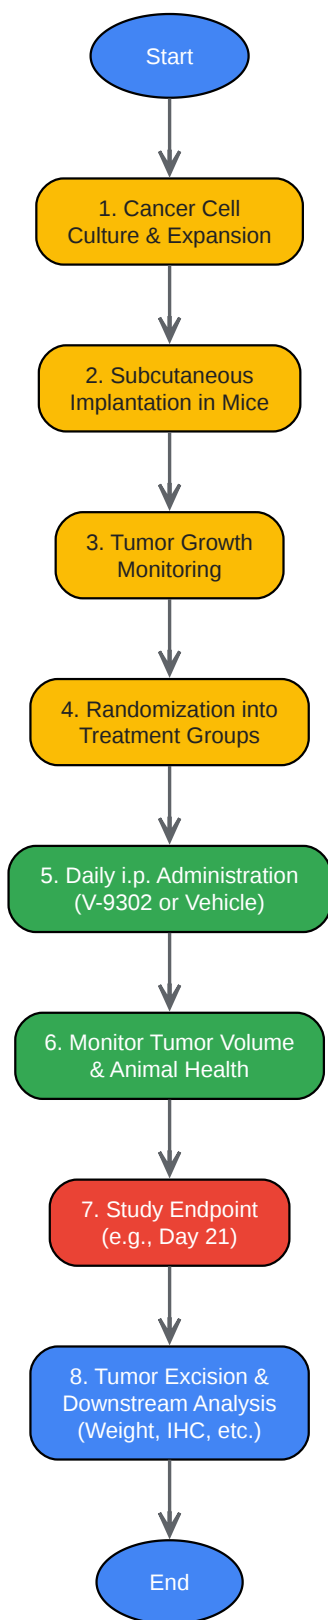 Start
1. Cancer Cell
Culture & Expansion
2. Subcutaneous
Implantation in Mice
3. Tumor Growth
Monitoring
4. Randomization into
Treatment Groups
5. Daily i.p. Administration
(V-9302 or Vehicle)
6. Monitor Tumor Volume
& Animal Health
7. Study Endpoint
(e.g., Day 21)
8. Tumor Excision &
Downstream Analysis
(Weight, IHC, etc.)
End